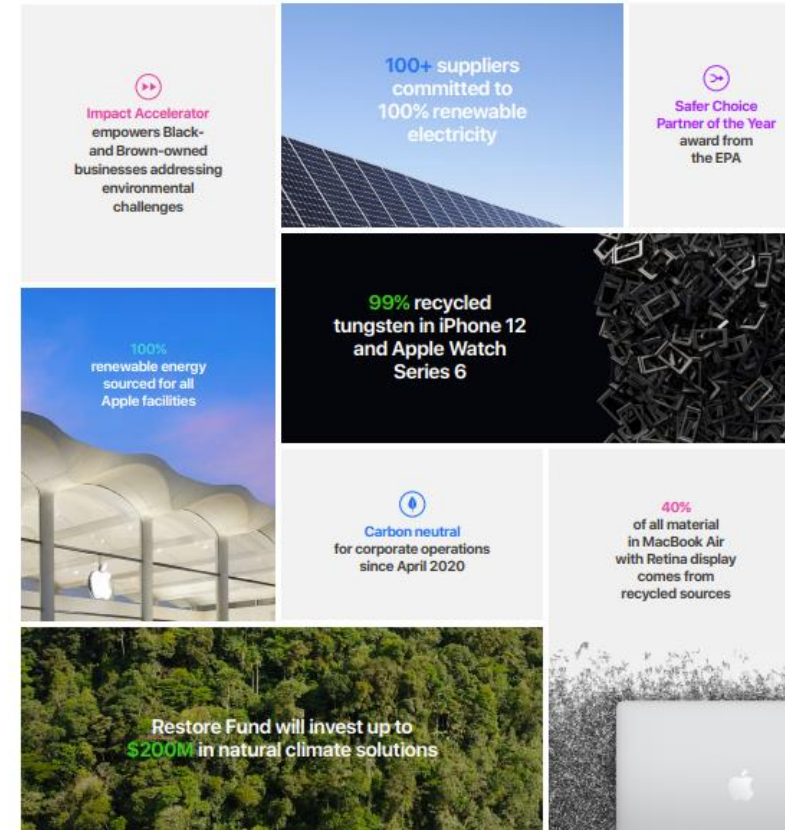 Impact Accelerator
empowers Black-
and Brown-owned
businesses addressing
environmental
challenges
100+ suppliers
committed to
100% renewable
electricity
Safer Choice
Partner of the Year
award from
the EPA
99% recycled
tungsten in iPhone 12
and Apple Watch
Series 6
100%
renewable energy
sourced for all
Apple facilities
Carbon neutral
for corporate operations
since April 2020
40%
of all material
in MacBook Air
with Retina display
comes from
recycled sources
Restore Fund will invest up to
$200M in natural climate solutions